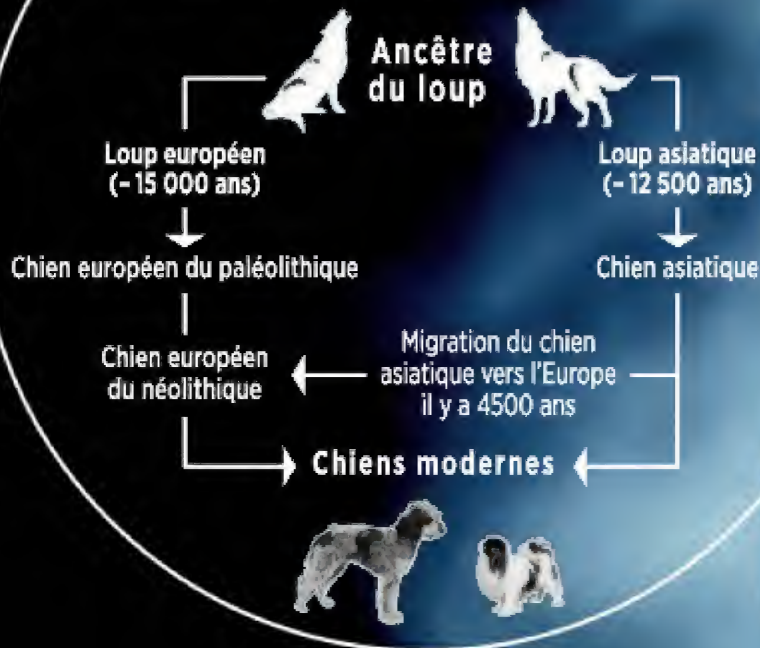 Ancêtre
du loup
Loup européen
(- 15 000 ans)
Loup asiatique
(- 12 500 ans)
Chien européen du paléolithique
Chien asiatique
Chien européen
du néolithique
Migration du chien
asiatique vers l'Europe
il y a 4500 ans
Chiens modernes